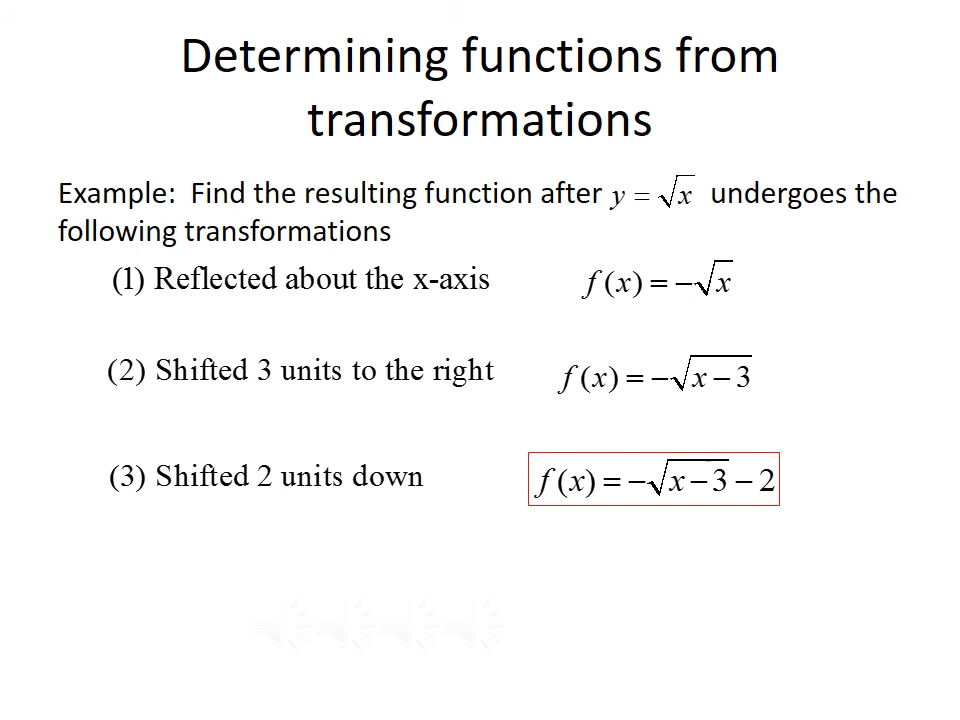 Determining functions from
transformations
Example: Find the resulting function after y = √x undergoes the
following transformations
(1) Reflected about the x-axis f(x) = −√x
(2) Shifted 3 units to the right f(x) = −√(x − 3)
(3) Shifted 2 units down f(x) = −√(x − 3) − 2